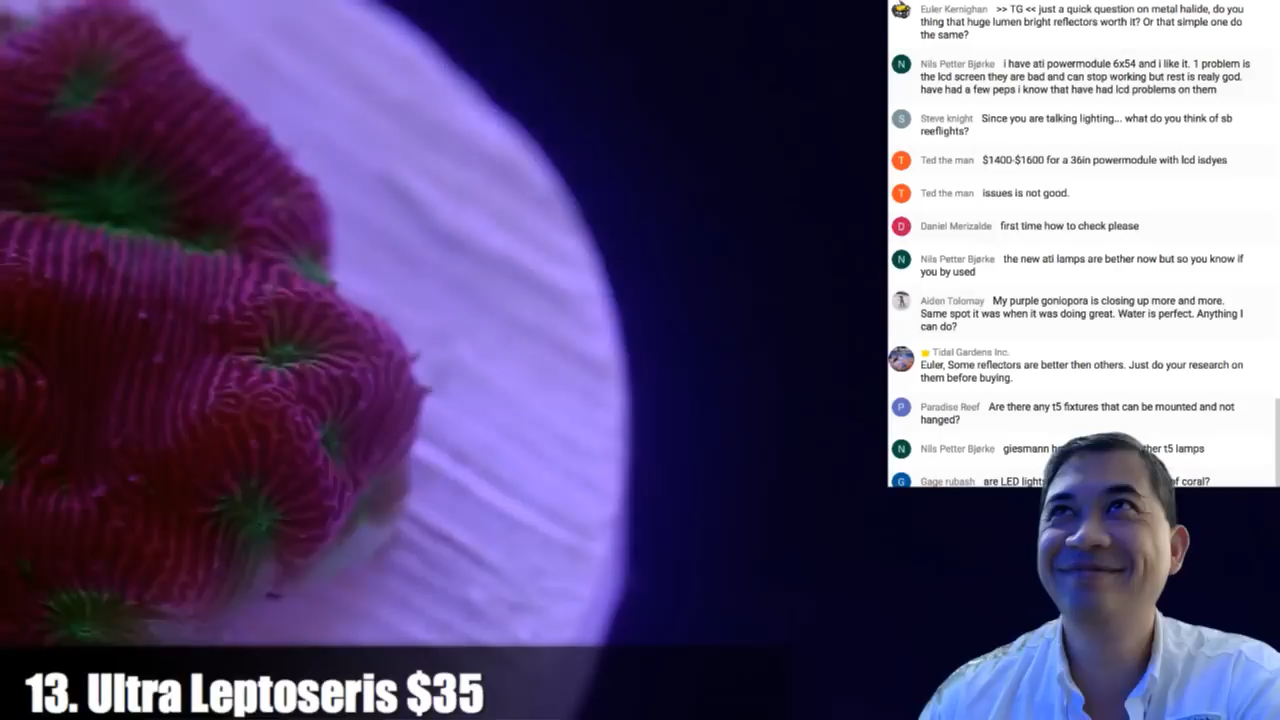 Euler Kernighan >> TG << just a quick question on metal halide, do you
thing that huge lumen bright reflectors worth it? Or that simple one do
the same?
N Nils Petter Bjørke i have ati powermodule 6x54 and i like it. 1 problem is
the lcd screen they are bad and can stop working but rest is realy god.
have had a few peps i know that have had lcd problems on them
S Steve knight Since you are talking lighting... what do you think of sb
reeflights?
T Ted the man $1400-$1600 for a 36in powermodule with lcd isdyes
T Ted the man issues is not good.
D Daniel Merizalde first time how to check please
N Nils Petter Bjørke the new ati lamps are bether now but so you know if
you by used
Aiden Tolomay My purple goniopora is closing up more and more.
Same spot it was when it was doing great. Water is perfect. Anything I
can do?
Tidal Gardens Inc.
Euler, Some reflectors are better then others. Just do your research on
them before buying.
P Paradise Reef Are there any t5 fixtures that can be mounted and not
hanged?
N Nils Petter Bjørke giesmann t5 lamps
G Gage rubash are LED coral?
13. Ultra Leptoseris $35